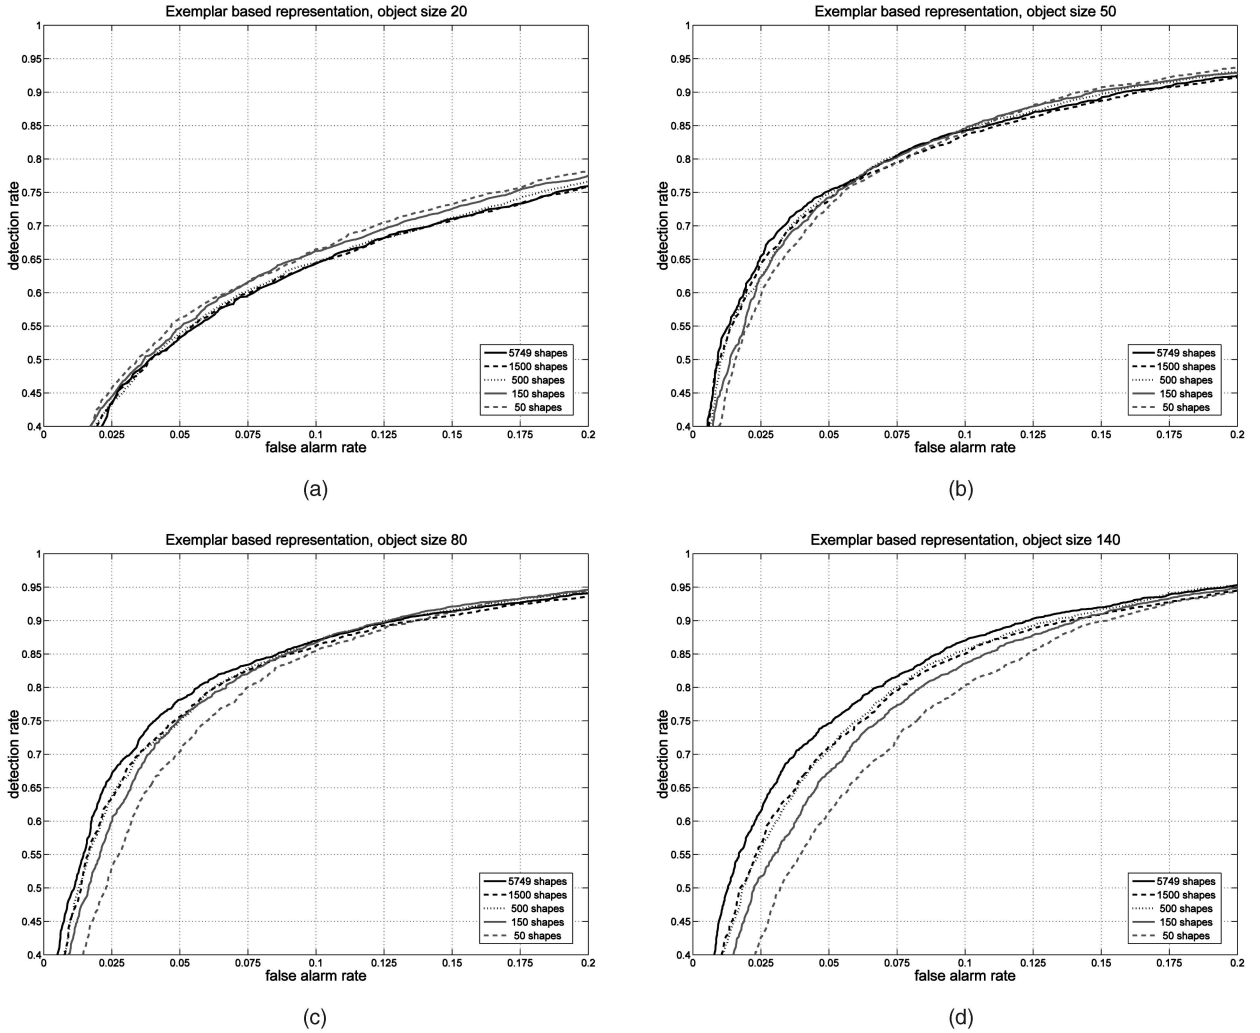 Exemplar based representation, object size 20
1
0.95
0.9
0.85
0.8
0.75
0.7
0.65
0.6
0.55
0.5
0.45
0.4
detection rate
5749 shapes
1500 shapes
500 shapes
150 shapes
50 shapes
0 0.025 0.05 0.075 0.1 0.125 0.15 0.175 0.2
false alarm rate
(a)
Exemplar based representation, object size 50
1
0.95
0.9
0.85
0.8
0.75
0.7
0.65
0.6
0.55
0.5
0.45
0.4
detection rate
5749 shapes
1500 shapes
500 shapes
150 shapes
50 shapes
0 0.025 0.05 0.075 0.1 0.125 0.15 0.175 0.2
false alarm rate
(b)
Exemplar based representation, object size 80
1
0.95
0.9
0.85
0.8
0.75
0.7
0.65
0.6
0.55
0.5
0.45
0.4
detection rate
5749 shapes
1500 shapes
500 shapes
150 shapes
50 shapes
0 0.025 0.05 0.075 0.1 0.125 0.15 0.175 0.2
false alarm rate
(c)
Exemplar based representation, object size 140
1
0.95
0.9
0.85
0.8
0.75
0.7
0.65
0.6
0.55
0.5
0.45
0.4
detection rate
5749 shapes
1500 shapes
500 shapes
150 shapes
50 shapes
0 0.025 0.05 0.075 0.1 0.125 0.15 0.175 0.2
false alarm rate
(d)